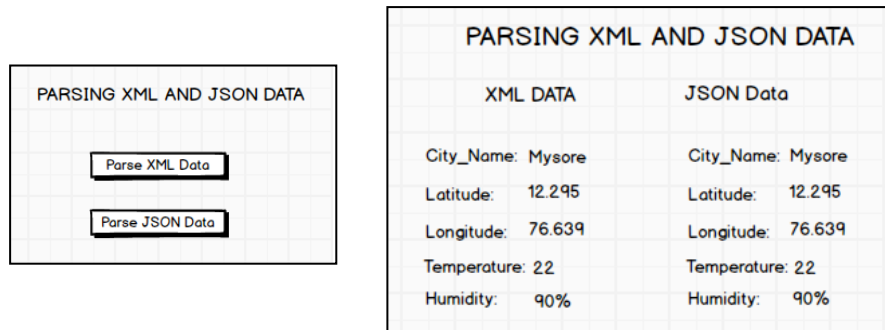 PARSING XML AND JSON DATA
Parse XML Data
Parse JSON Data
PARSING XML AND JSON DATA
XML DATA JSON Data
City_Name: Mysore City_Name: Mysore
Latitude: 12.295 Latitude: 12.295
Longitude: 76.639 Longitude: 76.639
Temperature: 22 Temperature: 22
Humidity: 90% Humidity: 90%